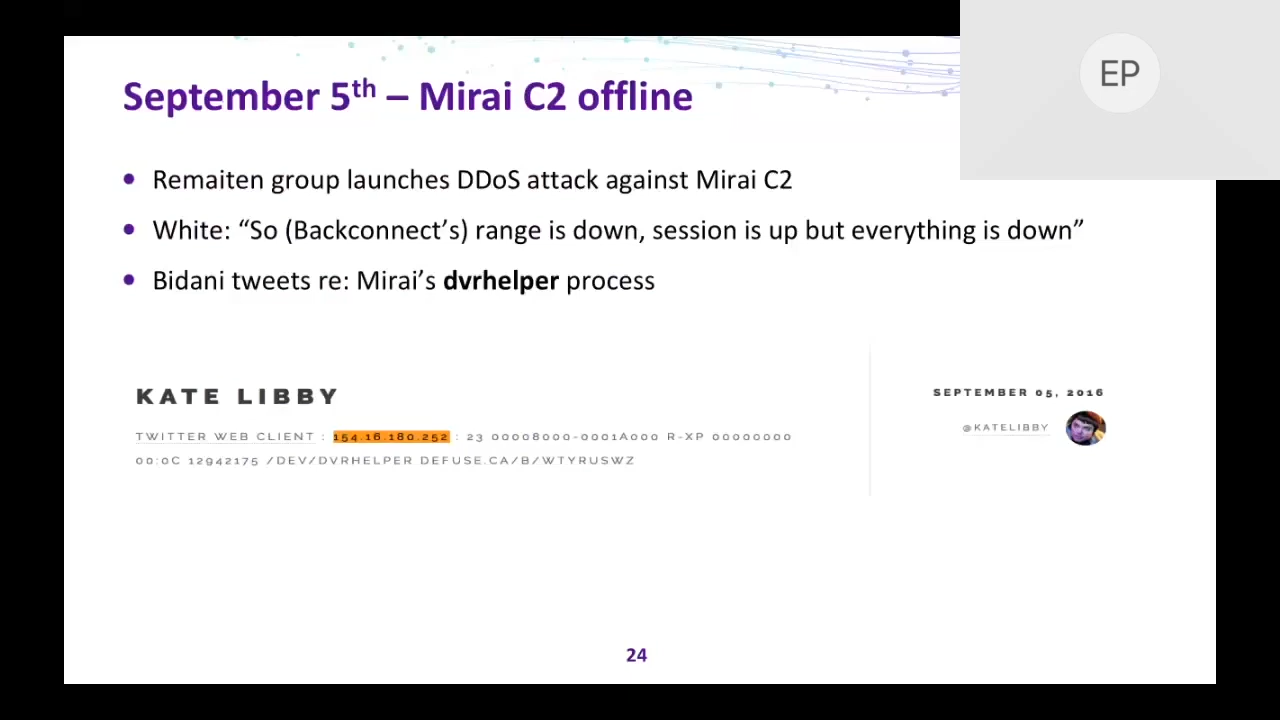 September 5th – Mirai C2 offline
EP
• Remaiten group launches DDoS attack against Mirai C2
• White: “So (Backconnect’s) range is down, session is up but everything is down”
• Bidani tweets re: Mirai’s dvrhelper process
KATE LIBBY
TWITTER WEB CLIENT : 154.16.180.252 : 23 00008000-0001A000 R-XP 00000000
00:0C 12942175 /DEV/DVRHELPER DEFUSE.CA/B/WTYRUSWZ
SEPTEMBER 05, 2016
@KATELIBBY
24